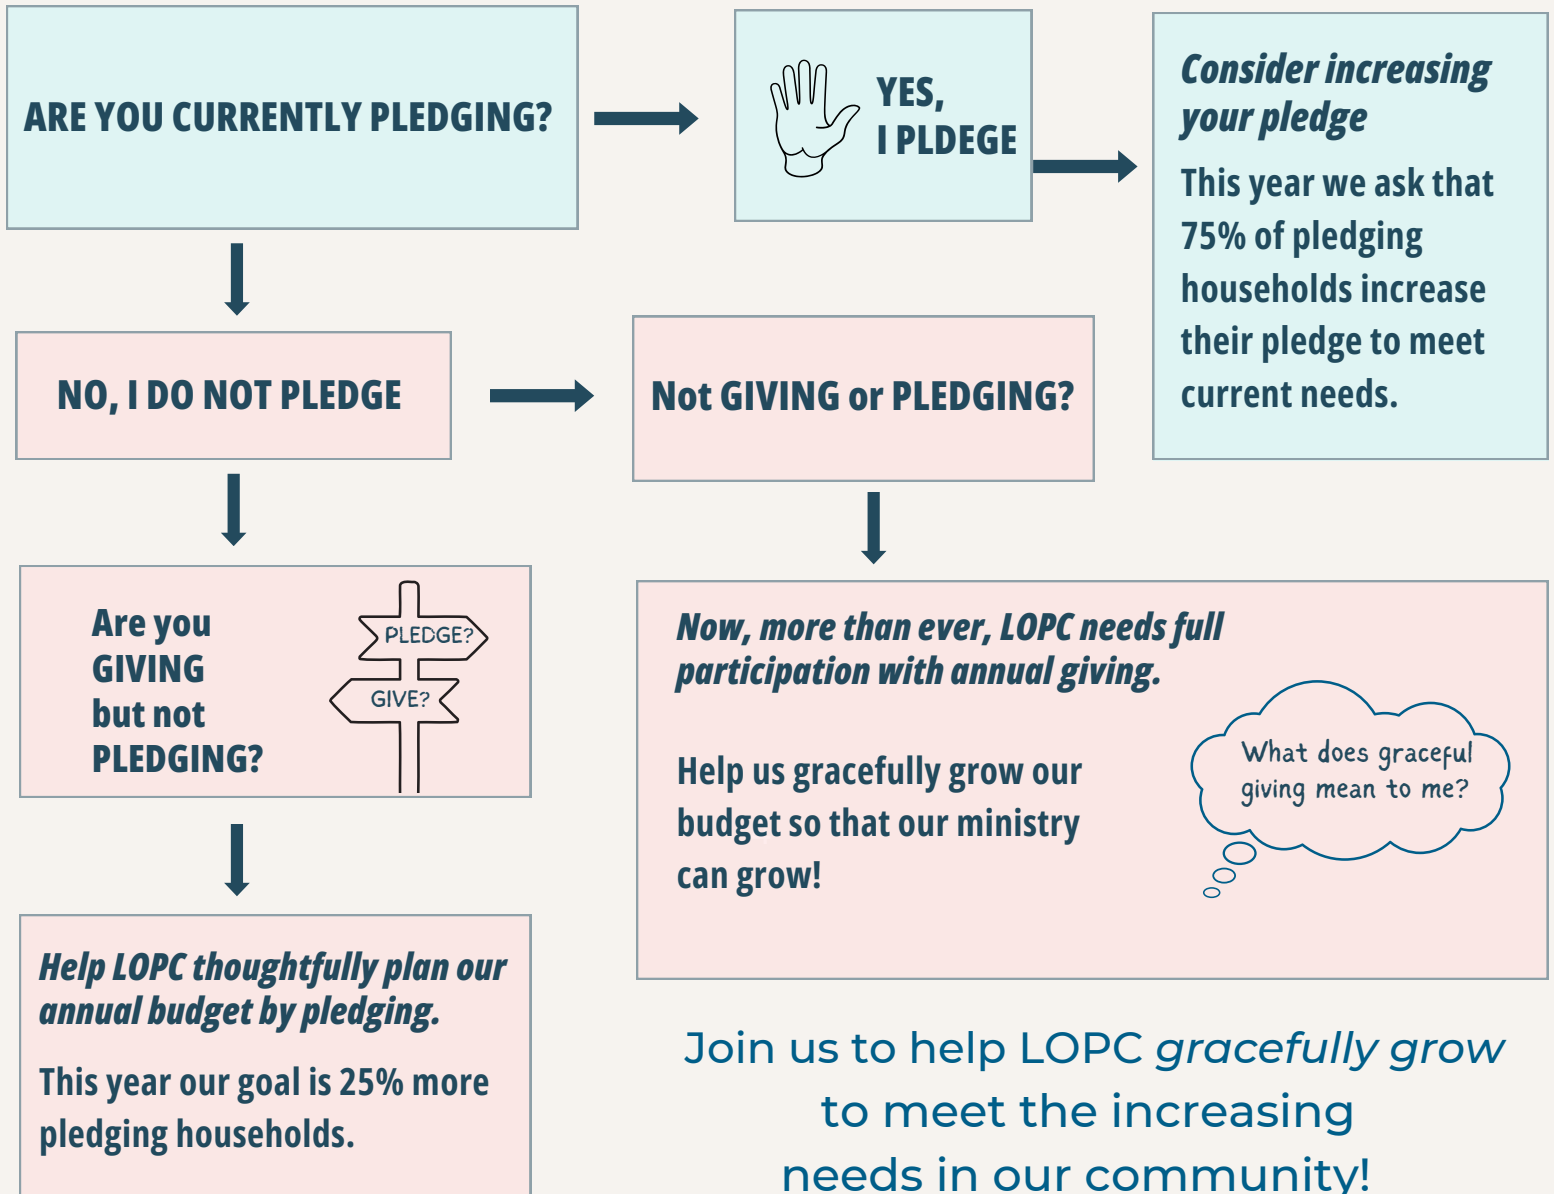 ARE YOU CURRENTLY PLEDGING?
YES,
I PLDEGE
Consider increasing
your pledge
This year we ask that
75% of pledging
households increase
their pledge to meet
current needs.
NO, I DO NOT PLEDGE
Not GIVING or PLEDGING?
Are you
GIVING
but not
PLEDGING?
PLEDGE?
GIVE?
Now, more than ever, LOPC needs full
participation with annual giving.
Help us gracefully grow our
budget so that our ministry
can grow!
What does graceful
giving mean to me?
Help LOPC thoughtfully plan our
annual budget by pledging.
This year our goal is 25% more
pledging households.
Join us to help LOPC gracefully grow
to meet the increasing
needs in our community!